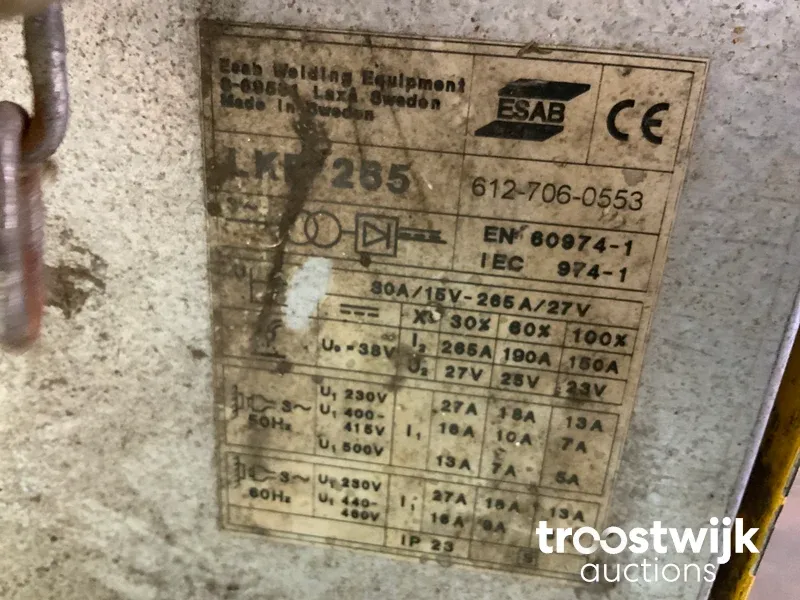 Esab Welding Equipment
Laxå Sweden
Made in Sweden
ESAB
CE
265
612-706-0553
3~
EN 60974-1
IEC 974-1
30A/15V-265A/27V
X 30% 60% 100%
U₀=38V I₂ 265A 190A 150A
U₂ 27V 25V 23V
3~ 50Hz
U₁ 230V 27A 18A 13A
U₁ 400-415V I₁ 16A 10A 7A
U₁ 500V 13A 7A 5A
3~ 60Hz
U₁ 230V I₁ 27A 13A
U₁ 440-460V 16A 9A
IP 23
S
troostwijk
auctions